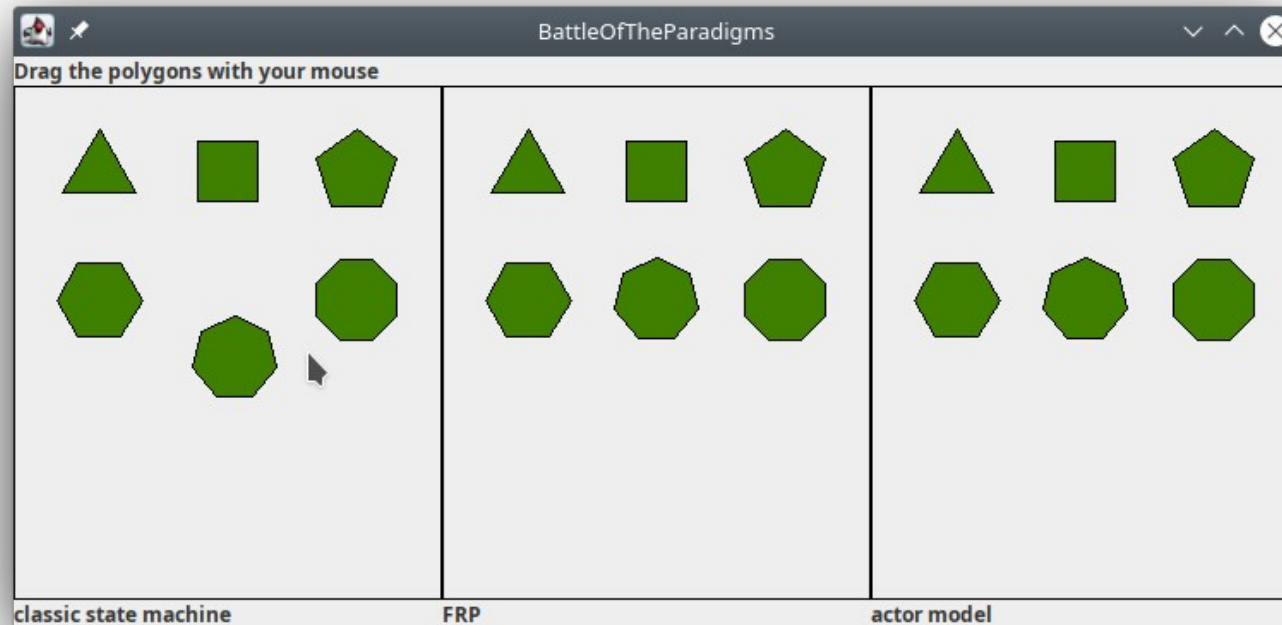 BattleOfTheParadigms
Drag the polygons with your mouse
classic state machine
FRP
actor model